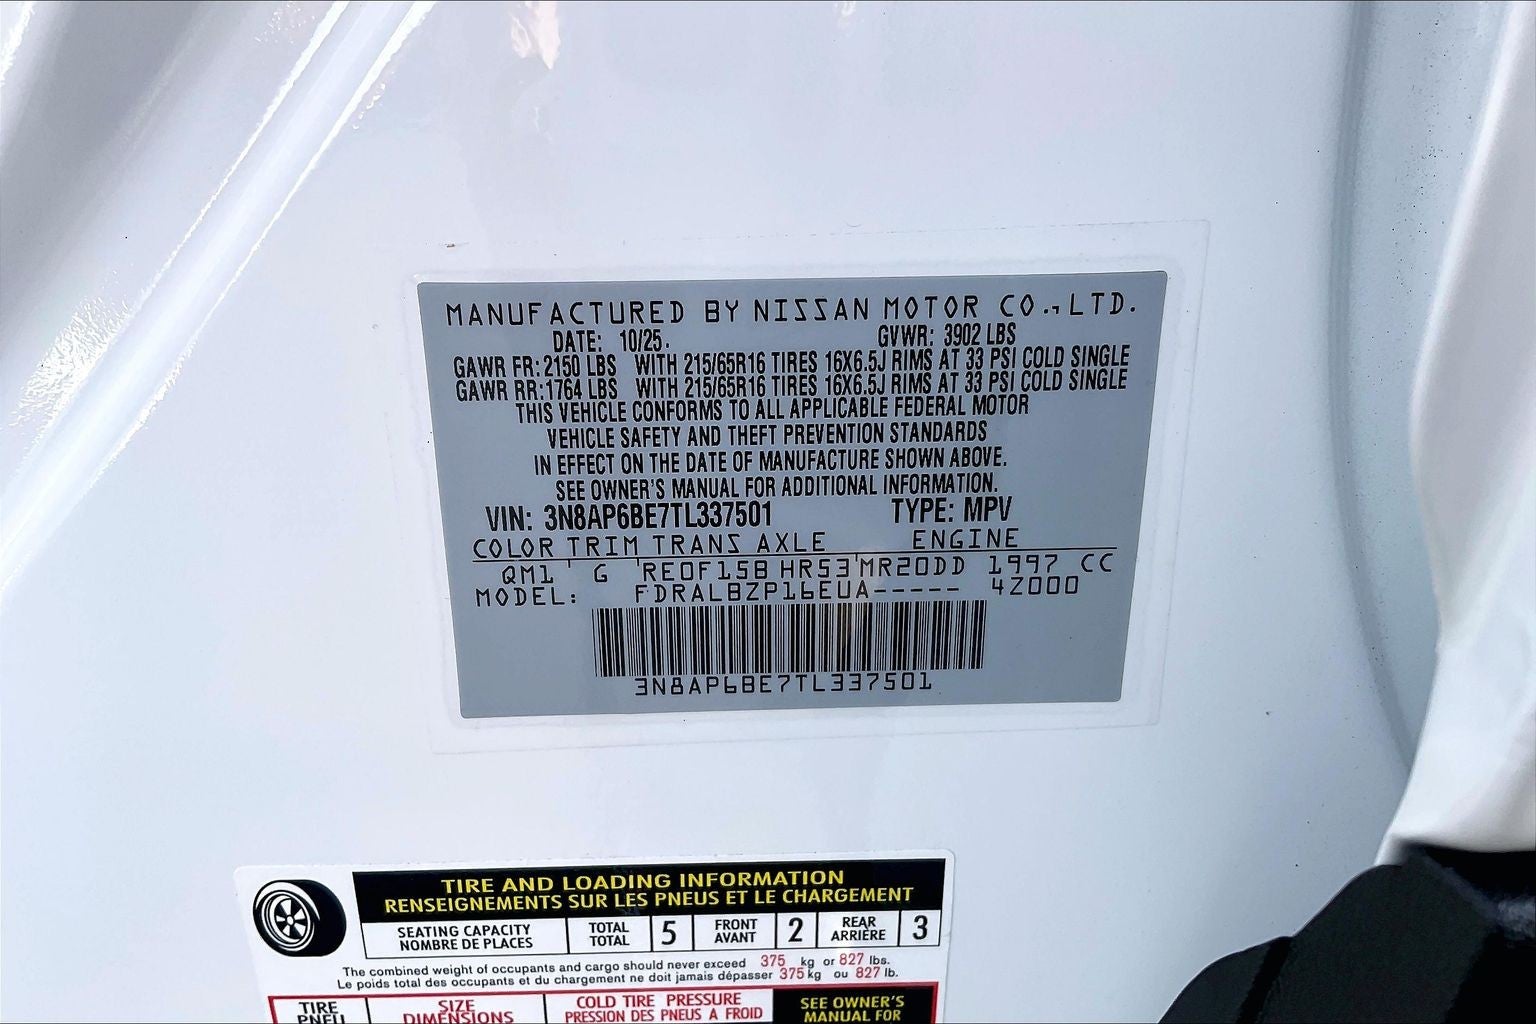 MANUFACTURED BY NISSAN MOTOR CO., LTD.
DATE: 10/25. GVWR: 3902 LBS
GAWR FR: 2150 LBS WITH 215/65R16 TIRES 16X6.5J RIMS AT 33 PSI COLD SINGLE
GAWR RR: 1764 LBS WITH 215/65R16 TIRES 16X6.5J RIMS AT 33 PSI COLD SINGLE
THIS VEHICLE CONFORMS TO ALL APPLICABLE FEDERAL MOTOR
VEHICLE SAFETY AND THEFT PREVENTION STANDARDS
IN EFFECT ON THE DATE OF MANUFACTURE SHOWN ABOVE.
SEE OWNER'S MANUAL FOR ADDITIONAL INFORMATION.
VIN: 3N8AP6BE7TL337501 TYPE: MPV
COLOR TRIM TRANS AXLE ENGINE
QM1 ' G 'RE0F15B HR53'MR20DD 1997 CC
MODEL: FDRALBZP16EUA----- 4Z000
3N8AP6BE7TL337501
TIRE AND LOADING INFORMATION
RENSEIGNEMENTS SUR LES PNEUS ET LE CHARGEMENT
SEATING CAPACITY TOTAL 5 FRONT 2 REAR 3
NOMBRE DE PLACES TOTAL AVANT ARRIÈRE
The combined weight of occupants and cargo should never exceed 375 kg or 827 lbs.
Le poids total des occupants et du chargement ne doit jamais dépasser 375 kg ou 827 lb.
TIRE SIZE COLD TIRE PRESSURE SEE OWNER'S
PNEU DIMENSIONS PRESSION DES PNEUS A FROID MANUAL FOR